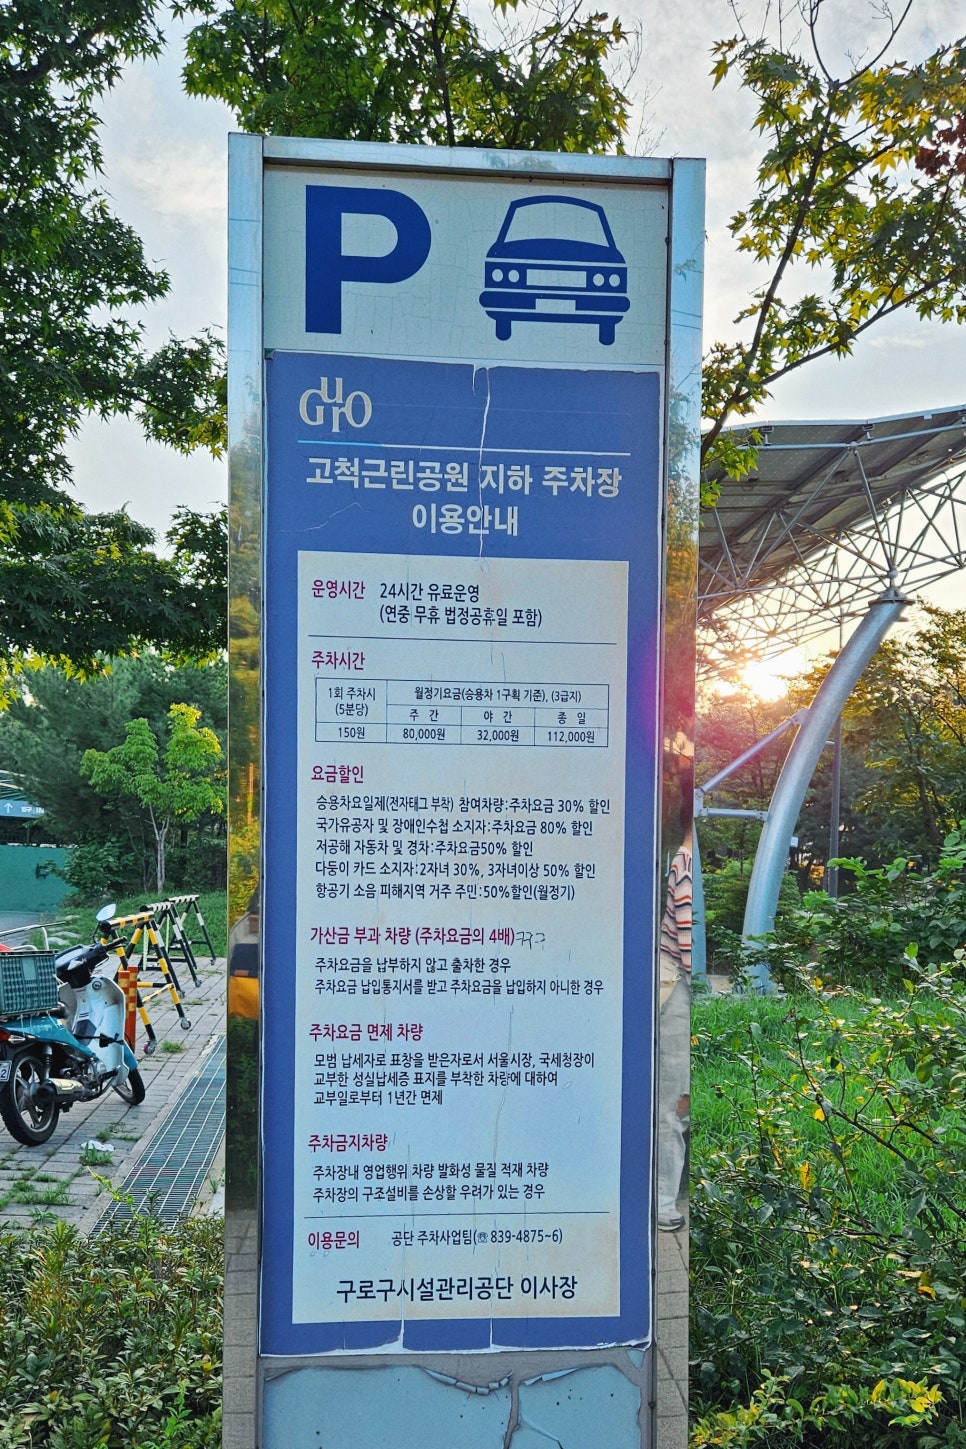 P
Guro
고척근린공원 지하 주차장
이용안내
운영시간 24시간 유료운영
(연중 무휴 법정공휴일 포함)
주차시간
1회 주차시 (5분당) 월정기요금(승용차 1구획 기준), (3급지)
주 간 야 간 종 일
150원 80,000원 32,000원 112,000원
요금할인
승용차요일제(전자태그 부착) 참여차량:주차요금 30% 할인
국가유공자 및 장애인수첩 소지자:주차요금 80% 할인
저공해 자동차 및 경차:주차요금50% 할인
다둥이 카드 소지자:2자녀 30%, 3자녀이상 50% 할인
항공기 소음 피해지역 거주 주민:50%할인(월정기)
가산금 부과 차량 (주차요금의 4배)
주차요금을 납부하지 않고 출차한 경우
주차요금 납입통지서를 받고 주차요금을 납입하지 아니한 경우
주차요금 면제 차량
모범 납세자로 표창을 받은자로서 서울시장, 국세청장이
교부한 성실납세증 표지를 부착한 차량에 대하여
교부일로부터 1년간 면제
주차금지차량
주차장내 영업행위 차량 발화성 물질 적재 차량
주차장의 구조설비를 손상할 우려가 있는 경우
이용문의 공단 주차사업팀(☏839-4875~6)
구로구시설관리공단 이사장